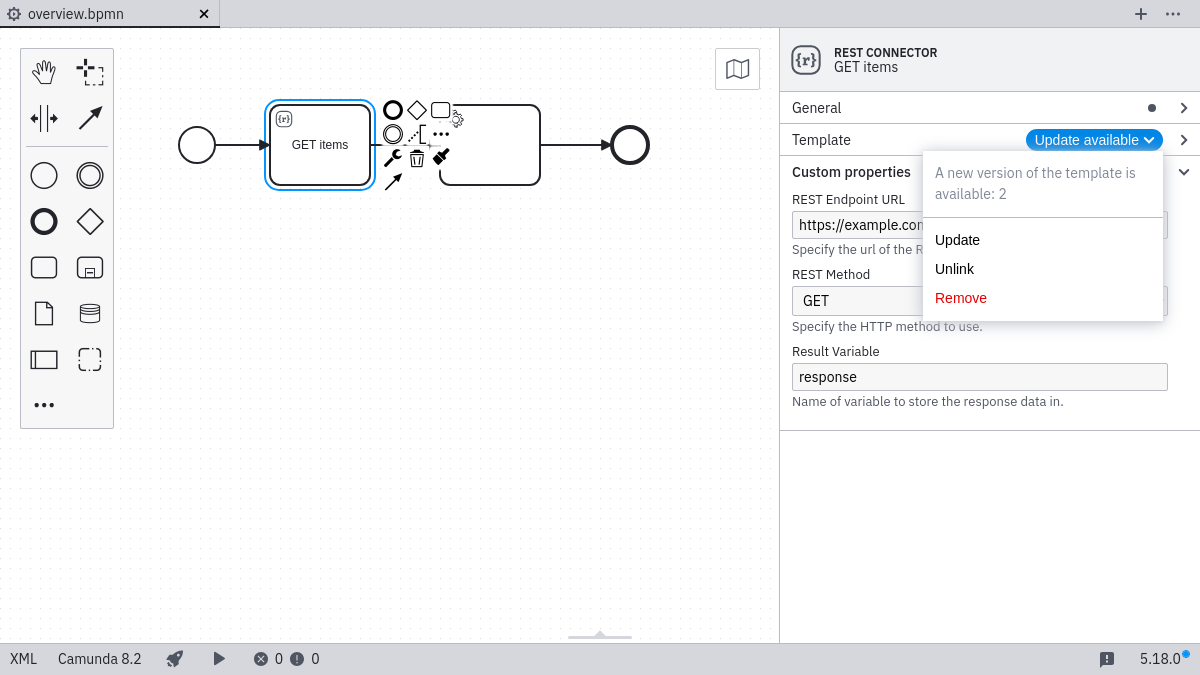 overview.bpmn
{r}
REST CONNECTOR
GET items
General
Template
Update available
A new version of the template is
available: 2
Update
Unlink
Remove
Custom properties
REST Endpoint URL
https://example.com
Specify the url of the R
REST Method
GET
Specify the HTTP method to use.
Result Variable
response
Name of variable to store the response data in.
{r}
GET items
XML
Camunda 8.2
0
0
5.18.0